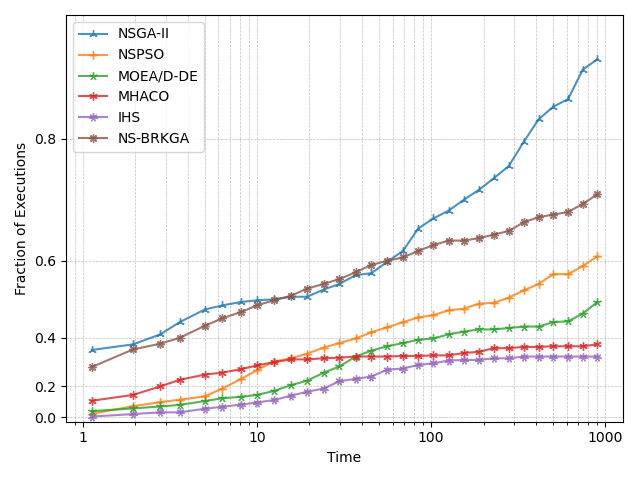 NSGA-II
NSPSO
MOEA/D-DE
MHACO
IHS
NS-BRKGA
Fraction of Executions
0.8
0.6
0.4
0.2
0.0
1 10 100 1000
Time